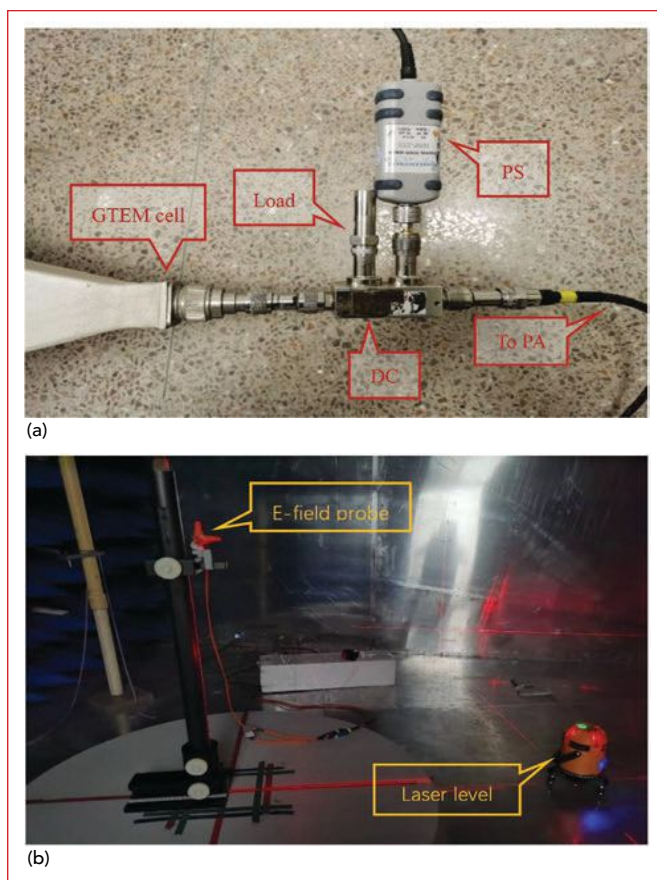 PS
Load
GTEM cell
To PA
DC
(a)
E-field probe
Laser level
(b)